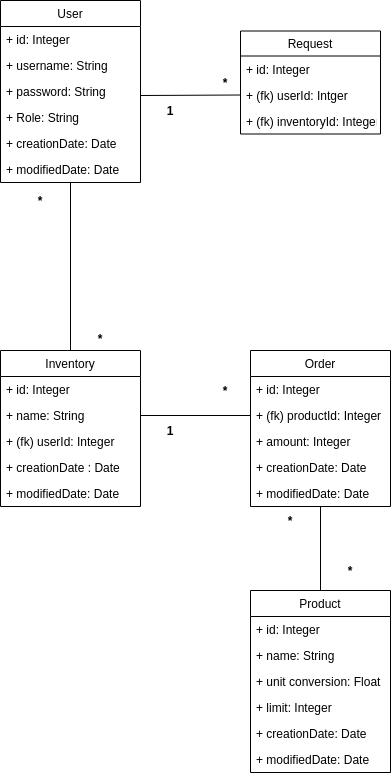 User
+ id: Integer
+ username: String
+ password: String
+ Role: String
+ creationDate: Date
+ modifiedDate: Date
Request
+ id: Integer
+ (fk) userId: Intger
+ (fk) inventoryId: Intege
1
*
*
*
Inventory
+ id: Integer
+ name: String
+ (fk) userId: Integer
+ creationDate : Date
+ modifiedDate: Date
1
*
Order
+ id: Integer
+ (fk) productId: Integer
+ amount: Integer
+ creationDate: Date
+ modifiedDate: Date
*
*
Product
+ id: Integer
+ name: String
+ unit conversion: Float
+ limit: Integer
+ creationDate: Date
+ modifiedDate: Date